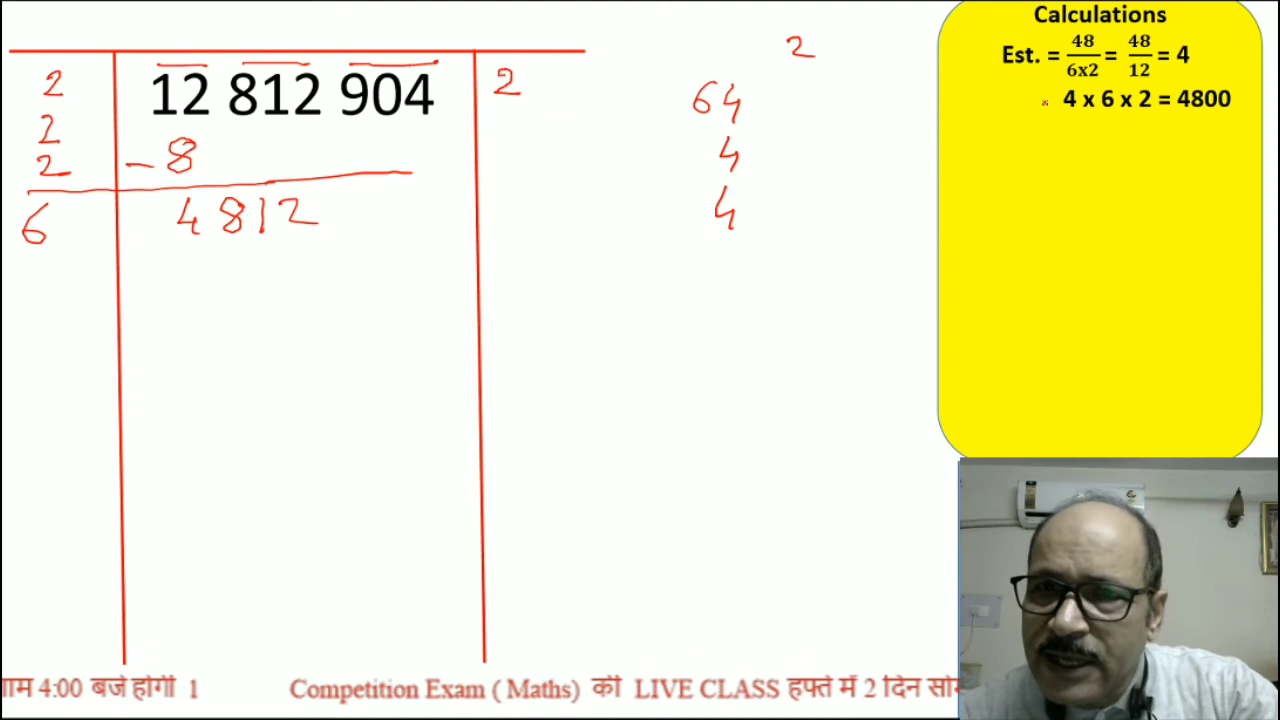 2 12 812 904 2
2
2 - 8
6 4812
2
64
4
4
Calculations
Est. = 48/6x2 = 48/12 = 4
× 4 x 6 x 2 = 4800
4:00 बजे होगी 1 Competition Exam ( Maths) की LIVE CLASS हफ्ते में 2 दिन